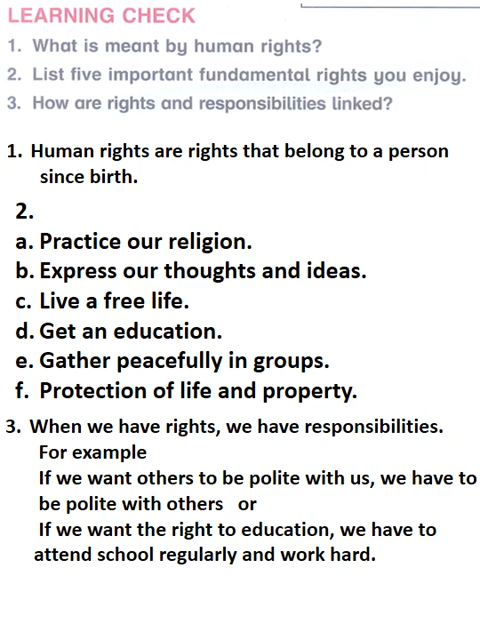 LEARNING CHECK
1. What is meant by human rights?
2. List five important fundamental rights you enjoy.
3. How are rights and responsibilities linked?
1. Human rights are rights that belong to a person
since birth.
2.
a. Practice our religion.
b. Express our thoughts and ideas.
c. Live a free life.
d. Get an education.
e. Gather peacefully in groups.
f. Protection of life and property.
3. When we have rights, we have responsibilities.
For example
If we want others to be polite with us, we have to
be polite with others or
If we want the right to education, we have to
attend school regularly and work hard.